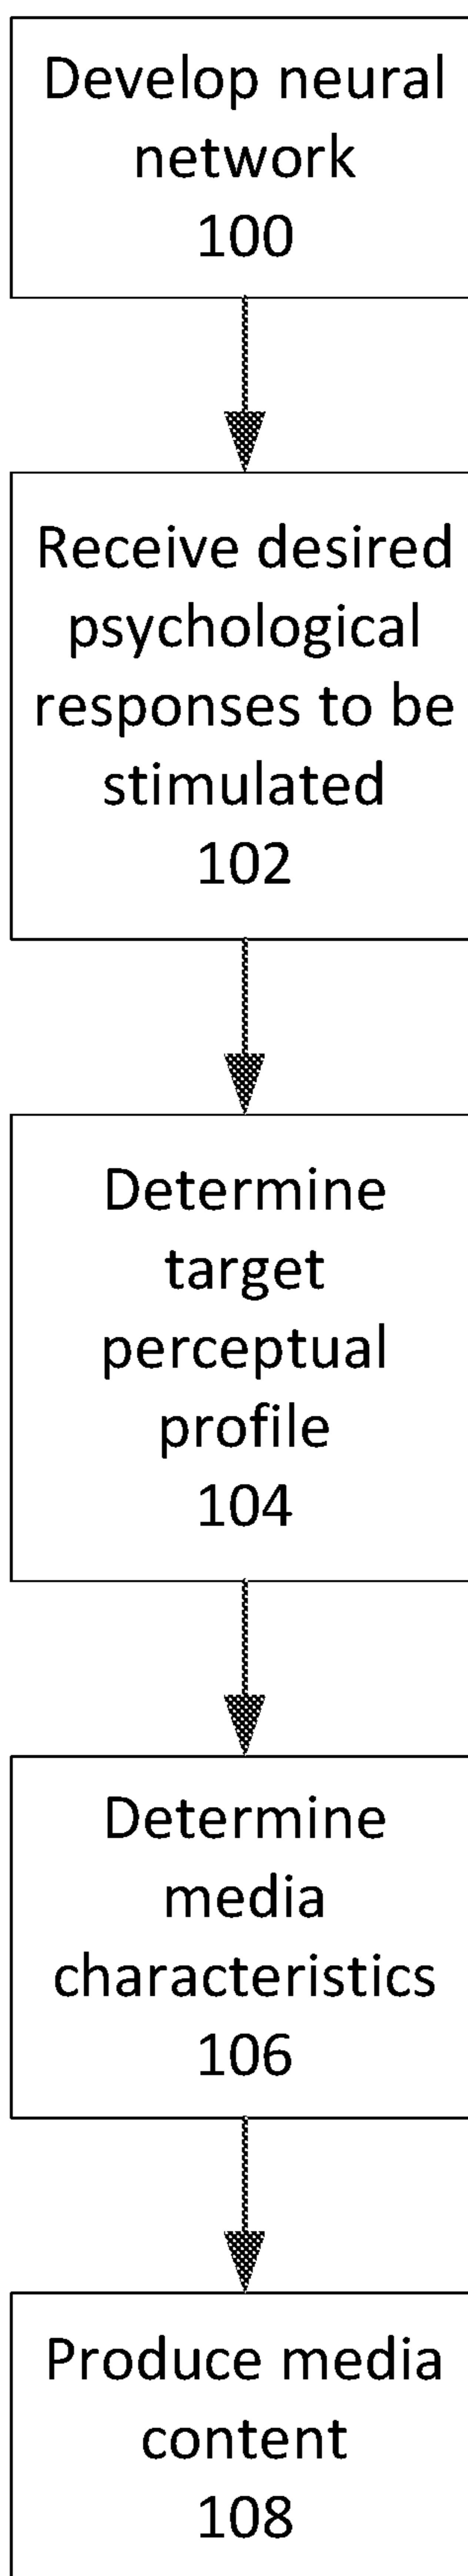 Develop neural
network
100
Receive desired
psychological
responses to be
stimulated
102
Determine
target
perceptual
profile
104
Determine
media
characteristics
106
Produce media
content
108